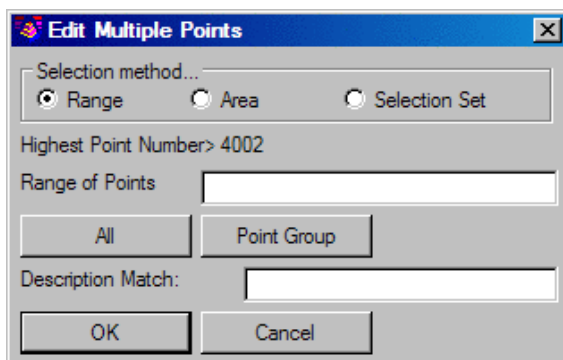 Edit Multiple Points
Selection method...
Range Area Selection Set
Highest Point Number> 4002
Range of Points
All Point Group
Description Match:
OK Cancel